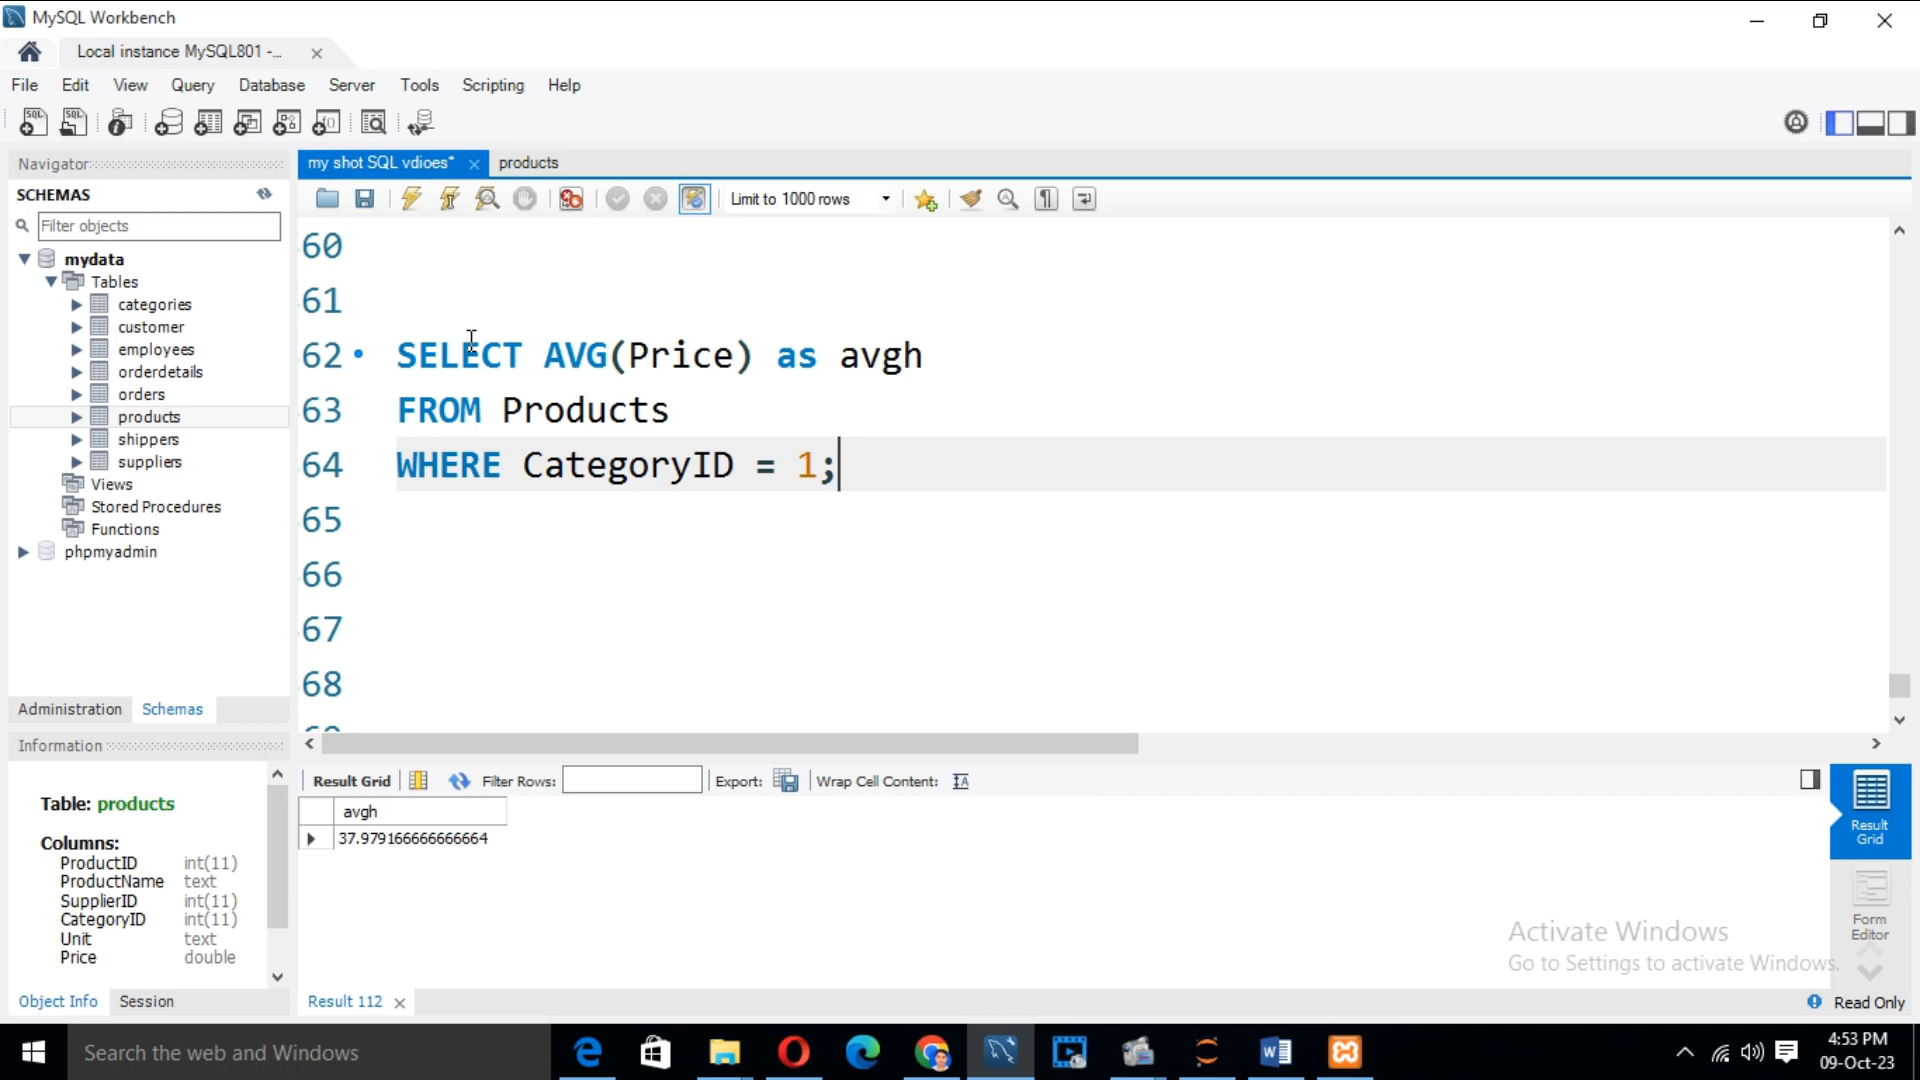 MySQL Workbench
Local instance MySQL801 -...
File Edit View Query Database Server Tools Scripting Help
Navigator
my shot SQL vdioes* products
SCHEMAS
Limit to 1000 rows
Filter objects
mydata
Tables
categories
customer
employees
orderdetails
orders
products
shippers
suppliers
Views
Stored Procedures
Functions
phpmyadmin
60
61
62 SELECT AVG(Price) as avgh
63 FROM Products
64 WHERE CategoryID = 1;
65
66
67
68
Administration Schemas
Information
Table: products
Columns:
ProductID int(11)
ProductName text
SupplierID int(11)
CategoryID int(11)
Unit text
Price double
Object Info Session
Result Grid Filter Rows: Export: Wrap Cell Content:
avgh
37.979166666666664
Result Grid
Form Editor
Activate Windows
Go to Settings to activate Windows.
Result 112
Read Only
Search the web and Windows
4:53 PM
09-Oct-23